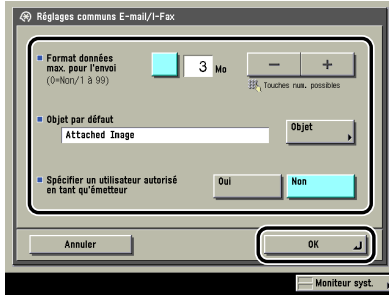 Réglages communs E-mail/I-Fax
Format données
max. pour l'envoi
(0=Non/1 à 99)
3 Mo
− +
Touches num. possibles
Objet par défaut
Attached Image
Objet
Spécifier un utilisateur autorisé
en tant qu'émetteur
Oui Non
Annuler OK
Moniteur syst.